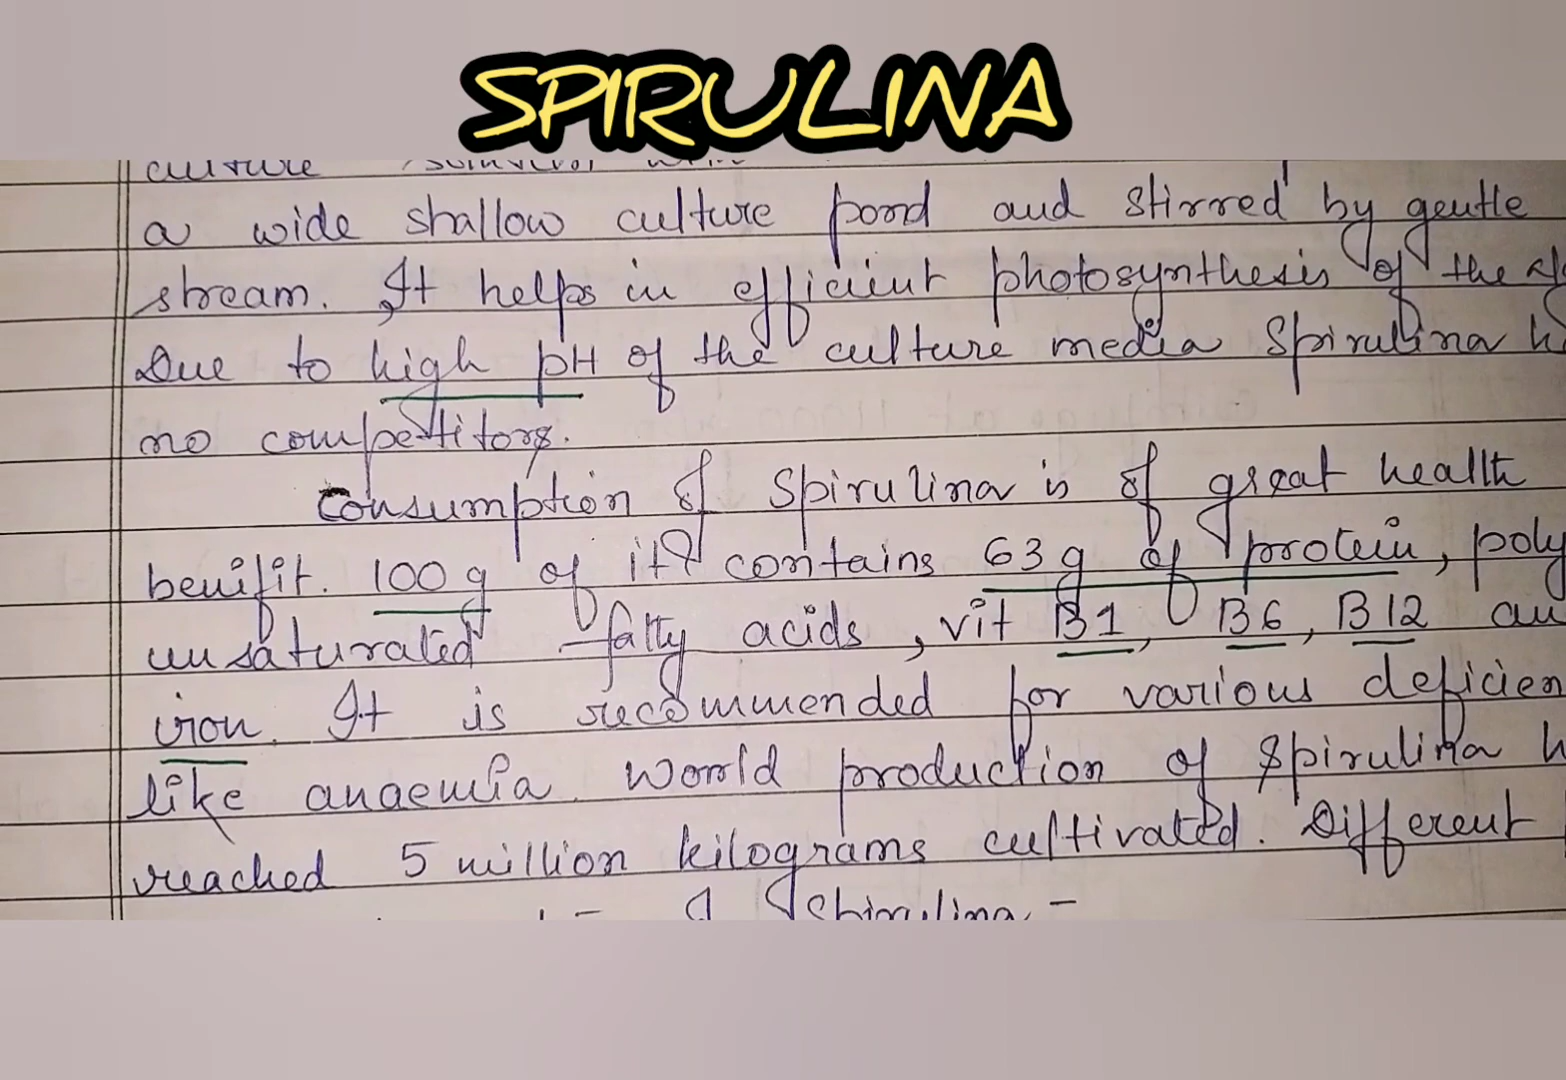 SPIRULINA
culture
a wide shallow culture pond and stirred by gentle
stream. It helps in efficient photosynthesis of the
Due to high pH of the culture media Spirulina
no competitors.
Consumption of Spirulina is of great health
benifit. 100 g of it contains 63 g of protein, poly
unsaturated fatty acids, vit B1, B6, B12
iron. It is recommended for various deficien
like anaemia. World production of Spirulina
reached 5 million kilograms cultivated. Different
Spirulina -